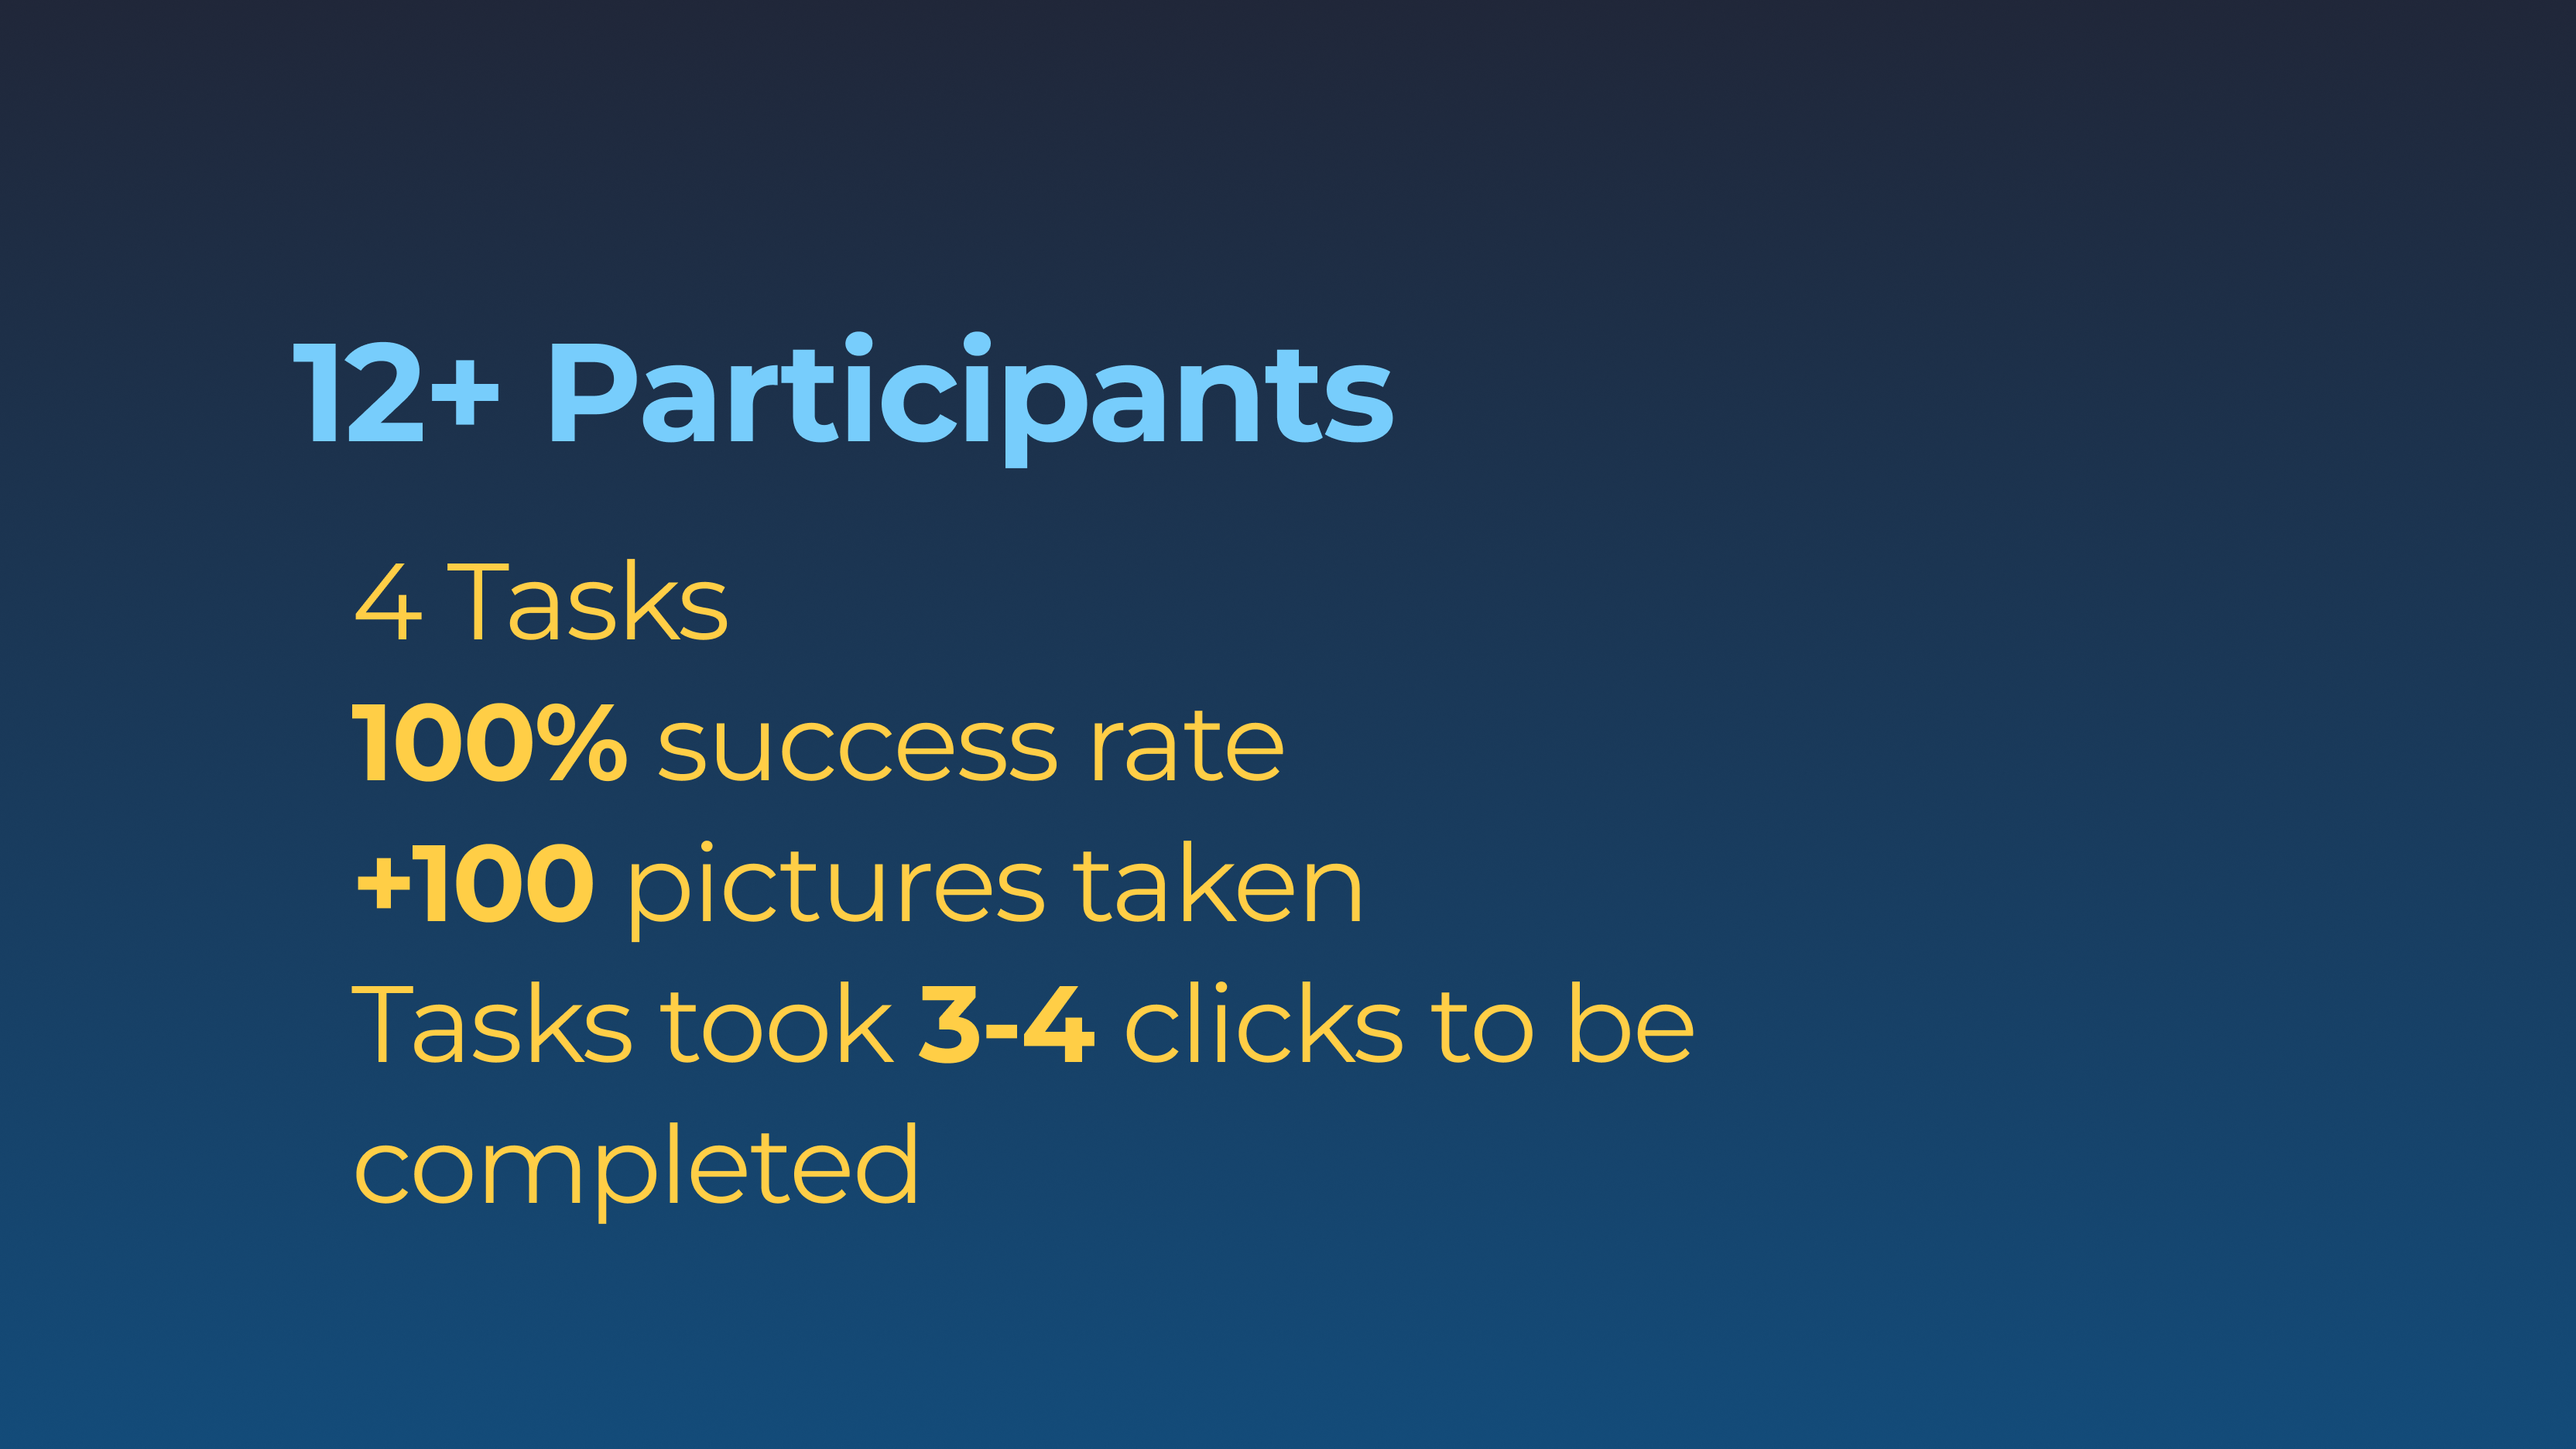 12+ Participants
4 Tasks
100% success rate
+100 pictures taken
Tasks took 3-4 clicks to be
completed